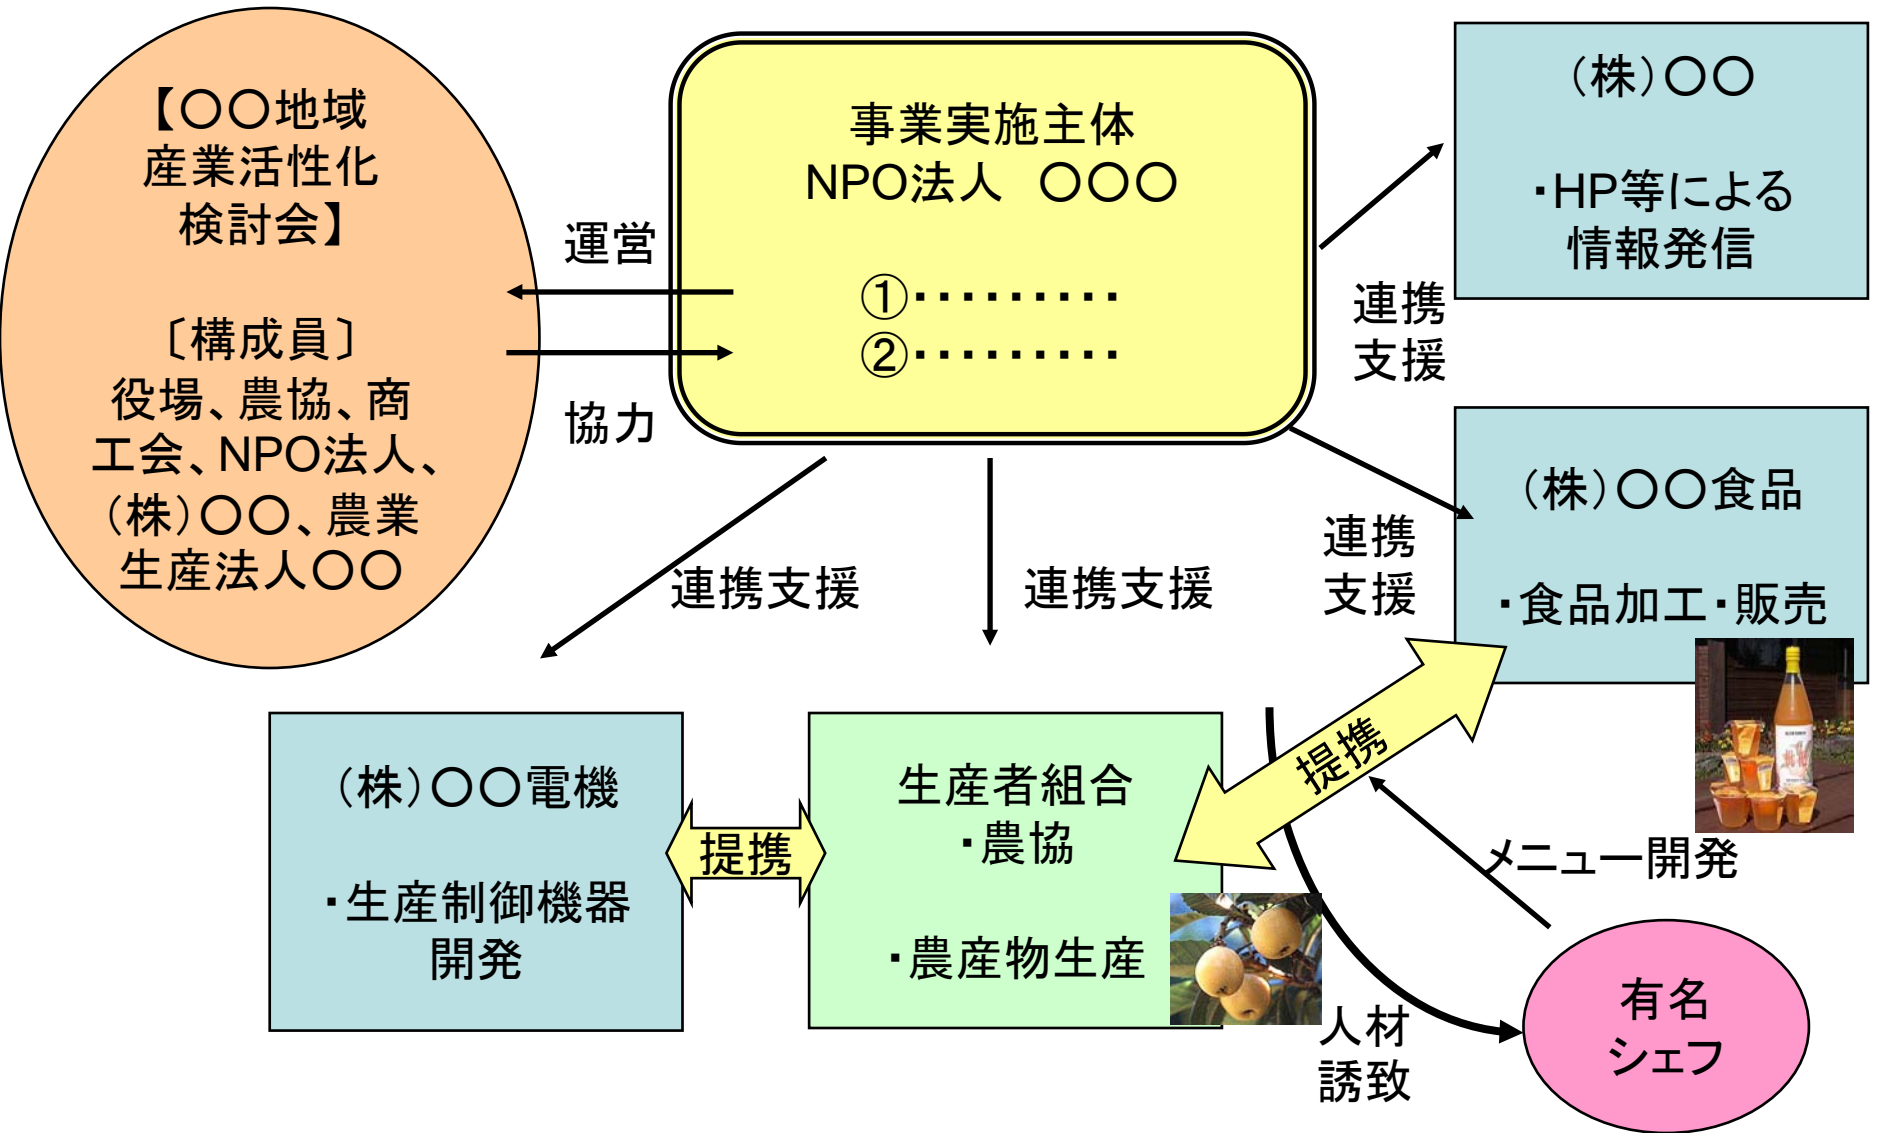 【〇〇地域
産業活性化
検討会】
〔構成員〕
役場、農協、商
工会、NPO法人、
（株）〇〇、農業
生産法人〇〇
運営
協力
事業実施主体
NPO法人　〇〇〇
①・・・・・・・・・
②・・・・・・・・・
（株）〇〇
・HP等による
情報発信
連携
支援
（株）〇〇食品
・食品加工・販売
連携
支援
連携支援
連携支援
（株）〇〇電機
・生産制御機器
開発
提携
生産者組合
・農協
・農産物生産
提携
メニュー開発
人材
誘致
有名
シェフ